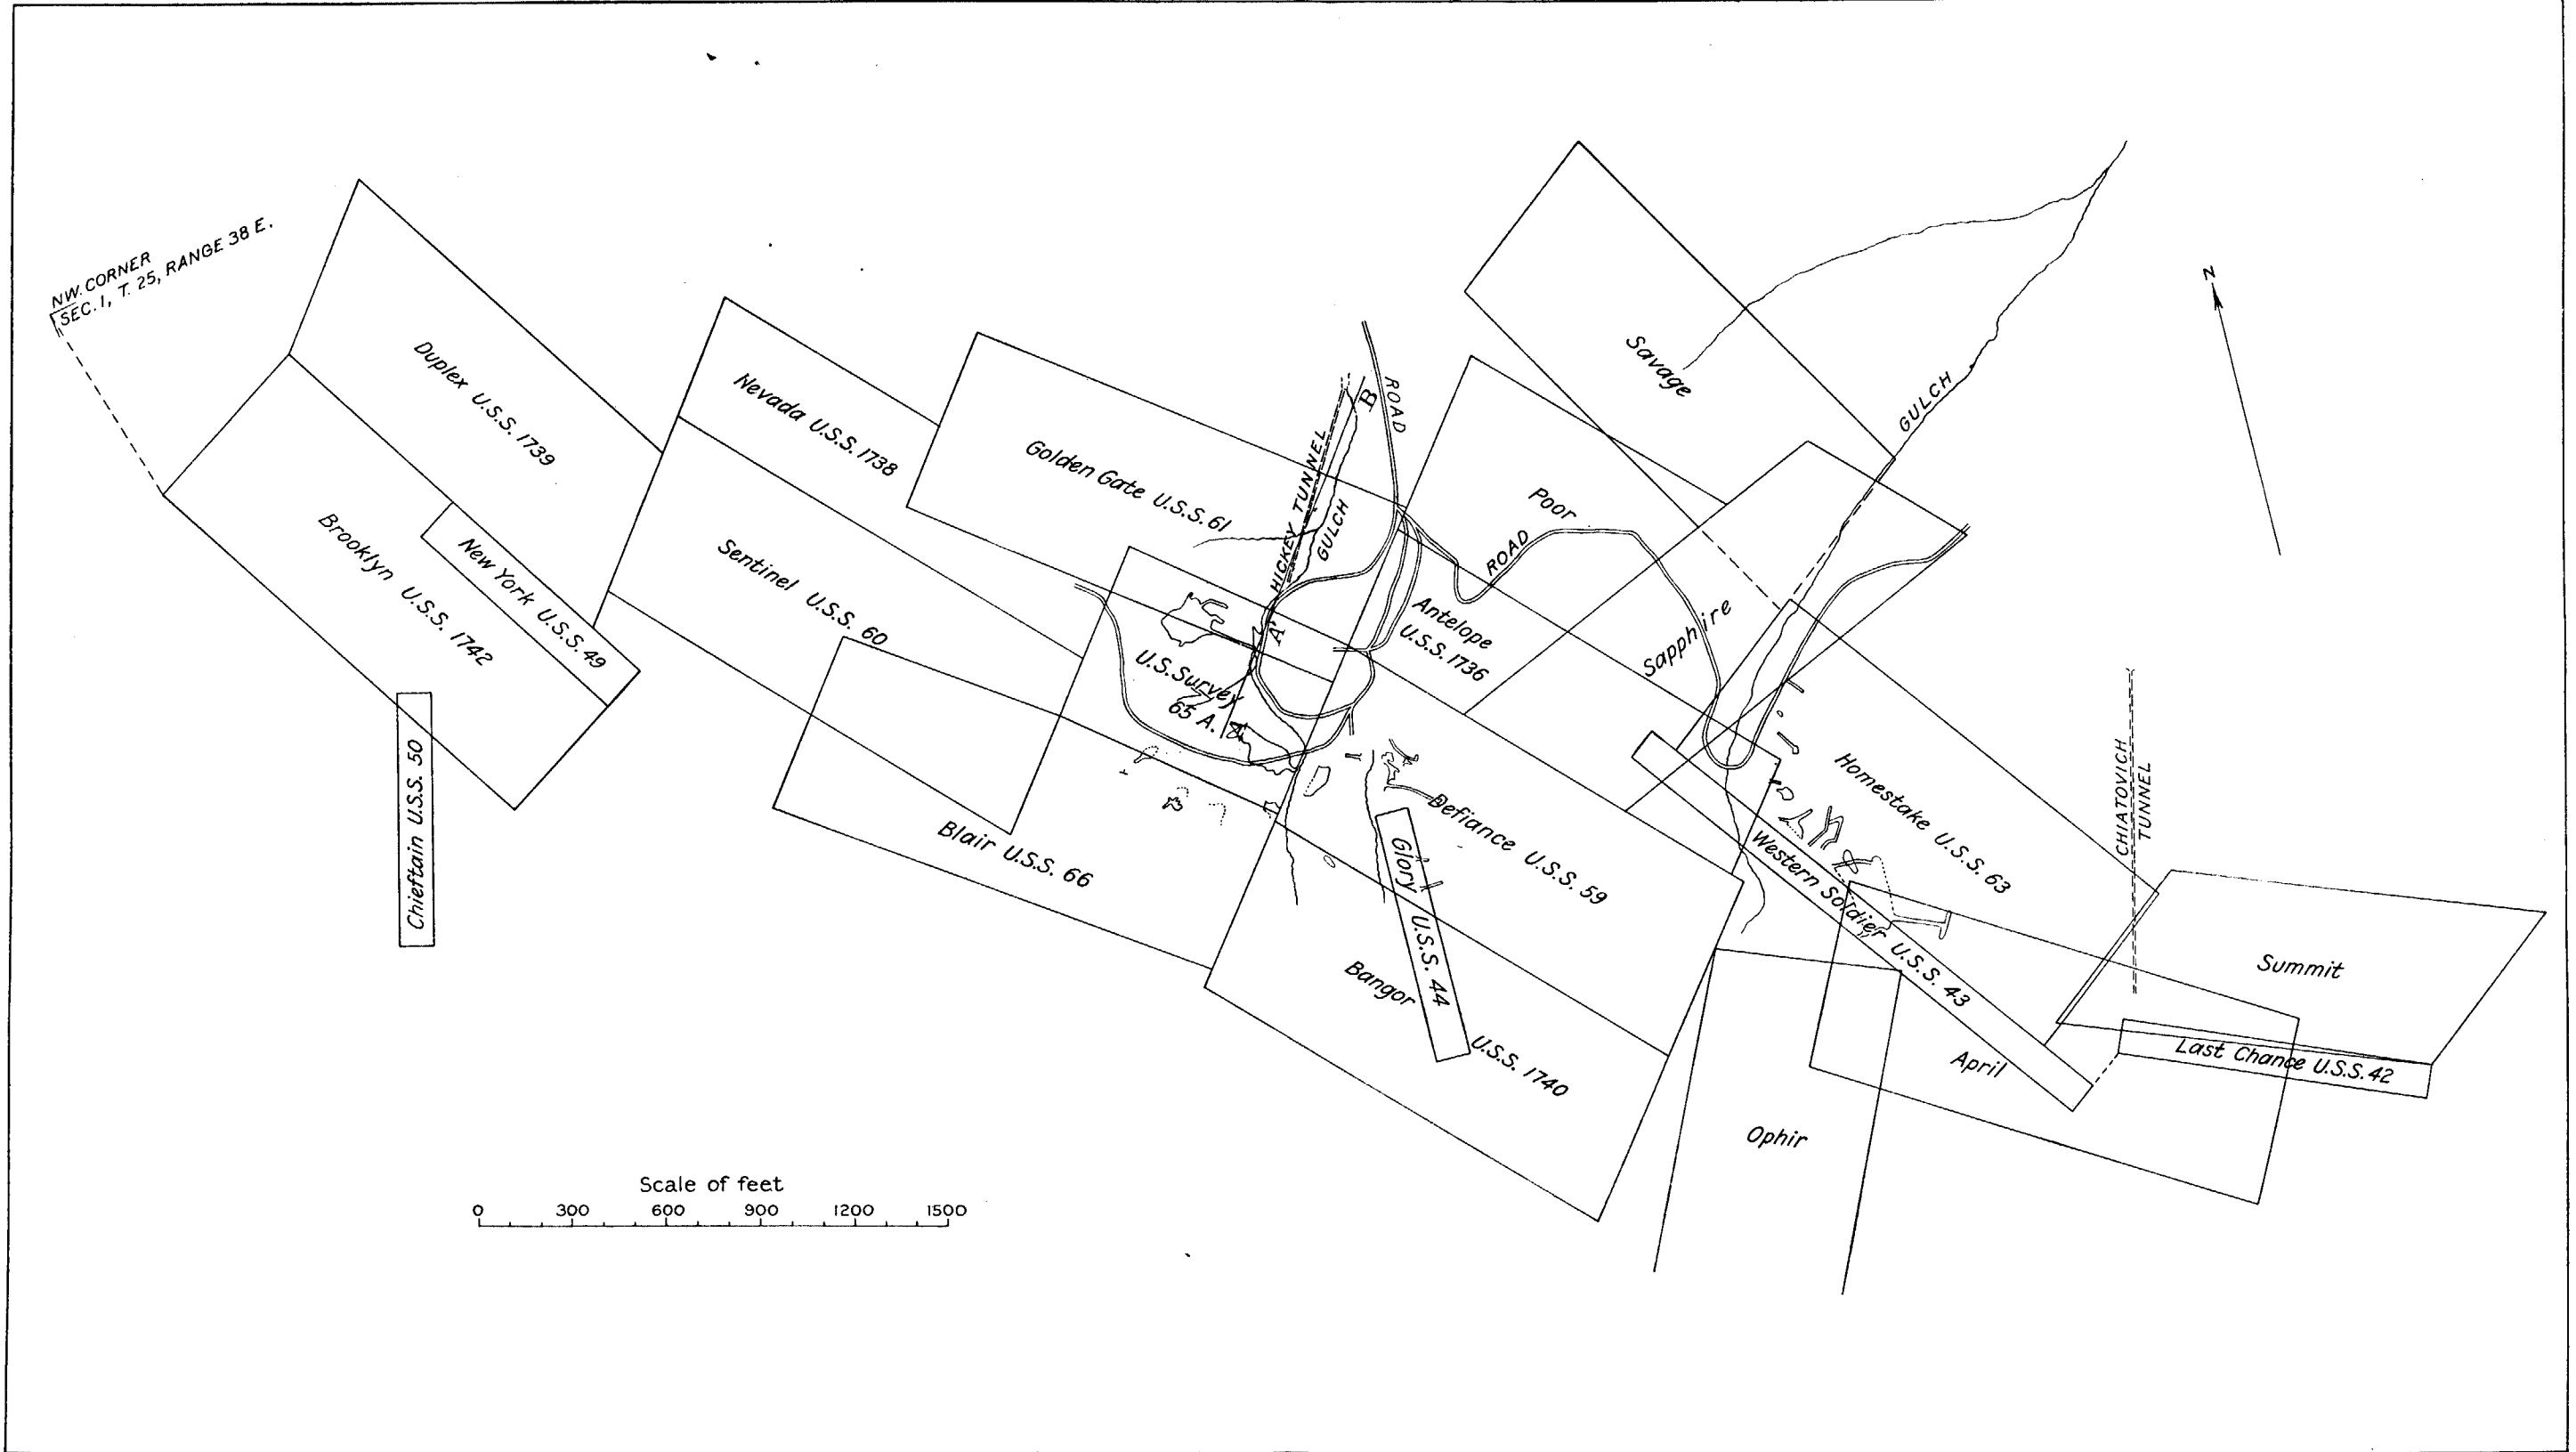 NW. CORNER
SEC. 1, T. 25, RANGE 38 E.
Duplex U.S.S. 1739
Brooklyn U.S.S. 1742
New York U.S.S. 49
Chieftain U.S.S. 50
Nevada U.S.S. 1738
Sentinel U.S.S. 60
Golden Gate U.S.S. 61
Blair U.S.S. 66
U.S. Survey
65 A.
HICKEY TUNNEL
GULCH
A'
B
ROAD
A
Poor
ROAD
Savage
GULCH
N
Antelope
U.S.S. 1736
Sapphire
Defiance U.S.S. 59
Glory U.S.S. 44
Bangor U.S.S. 1740
Homestake U.S.S. 63
Western Soldier U.S.S. 43
CHIATOVICH
TUNNEL
Summit
Last Chance U.S.S. 42
April
Ophir
Scale of feet
0 300 600 900 1200 1500